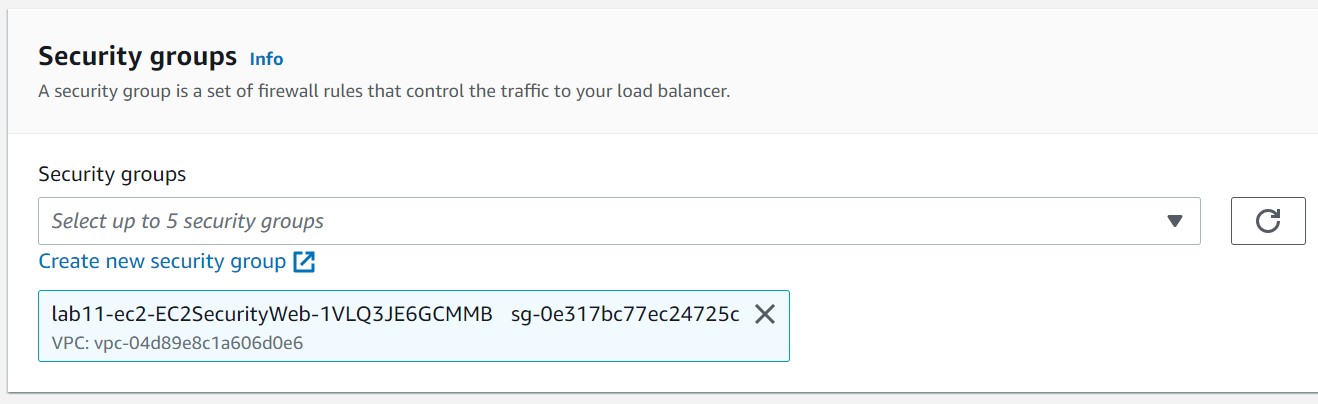 Security groups Info
A security group is a set of firewall rules that control the traffic to your load balancer.
Security groups
Select up to 5 security groups
Create new security group
lab11-ec2-EC2SecurityWeb-1VLQ3JE6GCMMB sg-0e317bc77ec24725c
VPC: vpc-04d89e8c1a606d0e6